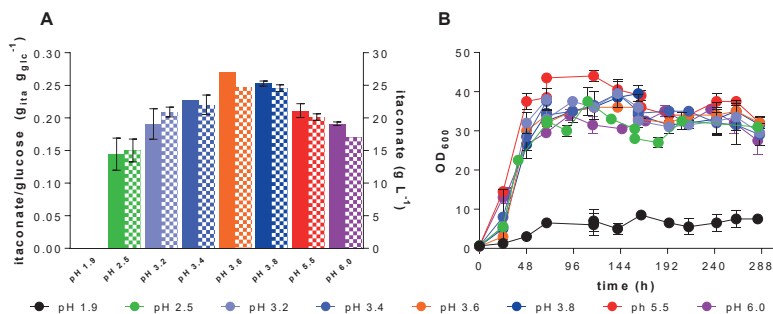 A
B
itaconate/glucose (g_ita g_glc^-1)
0.30
0.25
0.20
0.15
0.10
0.05
0.00
30
25
20
15
10
5
0
itaconate (g L^-1)
pH 1.9
pH 2.5
pH 3.2
pH 3.4
pH 3.6
pH 3.8
pH 5.5
pH 6.0
OD_600
50
40
30
20
10
0
0 48 96 144 192 240 288
time (h)
pH 1.9 pH 2.5 pH 3.2 pH 3.4 pH 3.6 pH 3.8 ph 5.5 pH 6.0